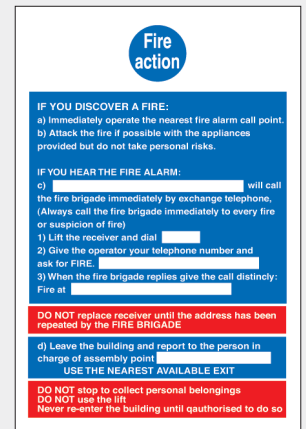 Fire
action
IF YOU DISCOVER A FIRE:
a) Immediately operate the nearest fire alarm call point.
b) Attack the fire if possible with the appliances
provided but do not take personal risks.
IF YOU HEAR THE FIRE ALARM:
c) will call
the fire brigade immediately by exchange telephone,
(Always call the fire brigade immediately to every fire
or suspicion of fire)
1) Lift the receiver and dial
2) Give the operator your telephone number and
ask for FIRE.
3) When the fire brigade replies give the call distincly:
Fire at
DO NOT replace receiver until the address has been
repeated by the FIRE BRIGADE
d) Leave the building and report to the person in
charge of assembly point
USE THE NEAREST AVAILABLE EXIT
DO NOT stop to collect personal belongings
DO NOT use the lift
Never re-enter the building until qauthorised to do so